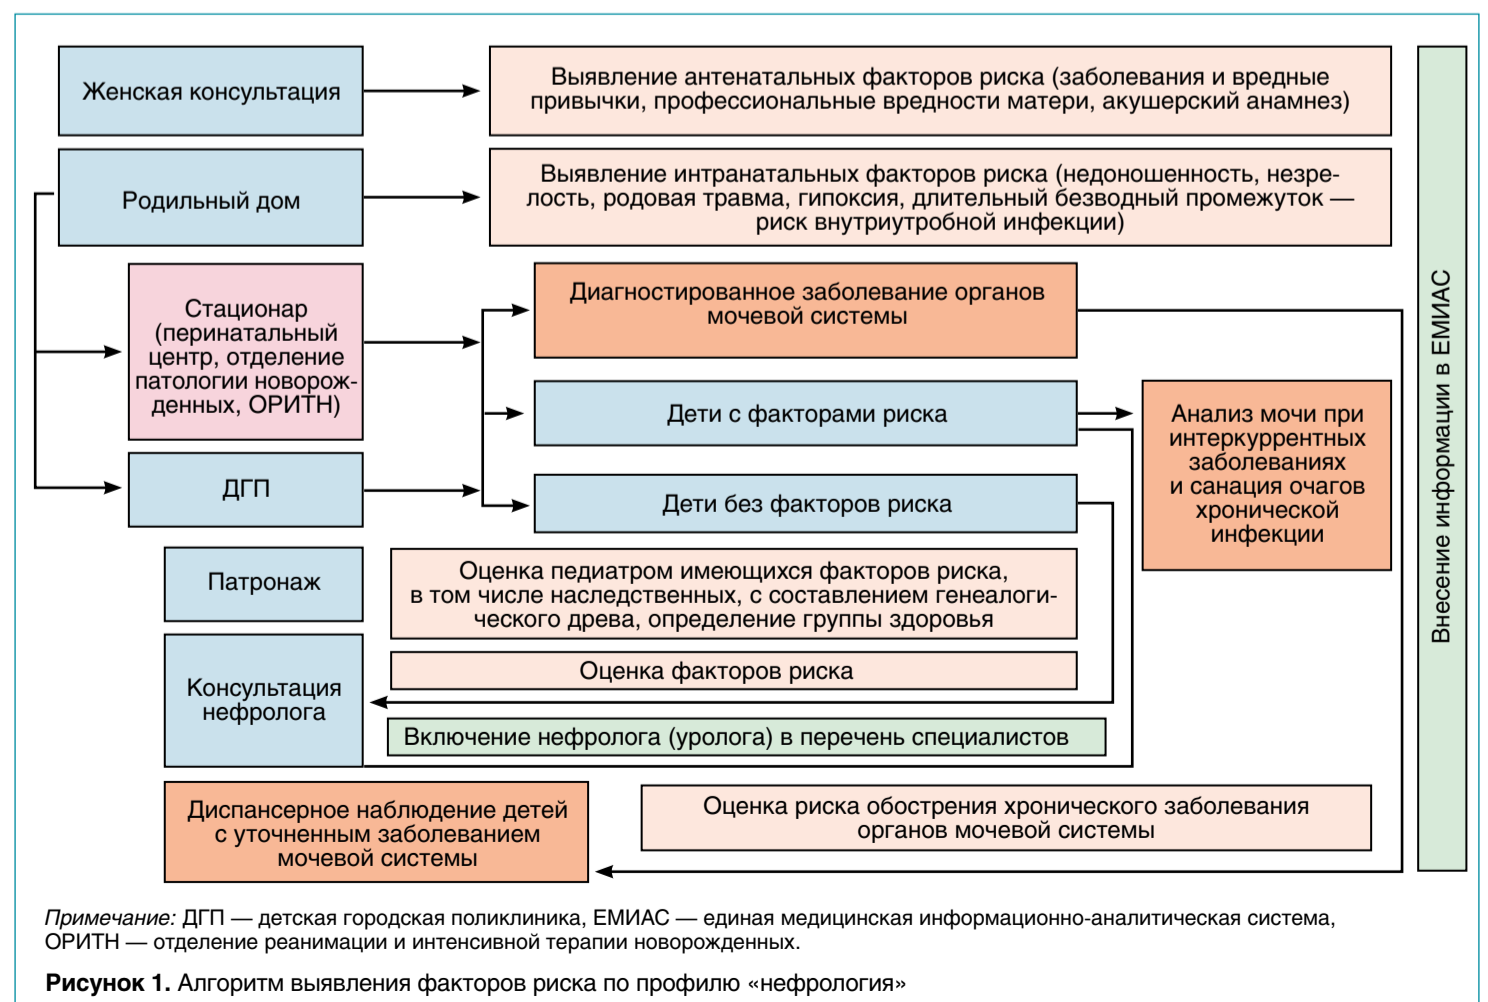 Женская консультация
Выявление антенатальных факторов риска (заболевания и вредные
привычки, профессиональные вредности матери, акушерский анамнез)
Родильный дом
Выявление интранатальных факторов риска (недоношенность, незре-
лость, родовая травма, гипоксия, длительный безводный промежуток —
риск внутриутробной инфекции)
Стационар
(перинатальный
центр, отделение
патологии новорож-
денных, ОРИТН)
Диагностированное заболевание органов
мочевой системы
Дети с факторами риска
Анализ мочи при
интеркуррентных
заболеваниях
и санация очагов
хронической
инфекции
ДГП
Дети без факторов риска
Патронаж
Оценка педиатром имеющихся факторов риска,
в том числе наследственных, с составлением генеалоги-
ческого древа, определение группы здоровья
Консультация
нефролога
Оценка факторов риска
Включение нефролога (уролога) в перечень специалистов
Диспансерное наблюдение детей
с уточненным заболеванием
мочевой системы
Оценка риска обострения хронического заболевания
органов мочевой системы
Внесение информации в ЕМИАС
Примечание: ДГП — детская городская поликлиника, ЕМИАС — единая медицинская информационно-аналитическая система,
ОРИТН — отделение реанимации и интенсивной терапии новорожденных.
Рисунок 1. Алгоритм выявления факторов риска по профилю «нефрология»